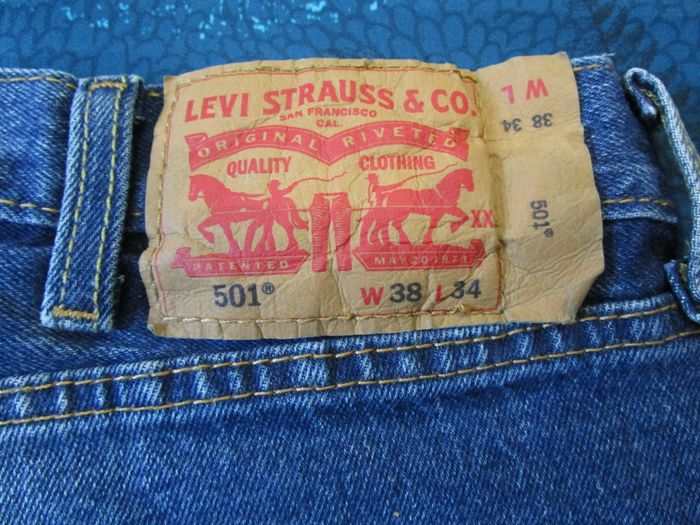 LEVI STRAUSS & CO.
SAN FRANCISCO
CAL.
ORIGINAL RIVETED
QUALITY CLOTHING
XX
PATENTED MAY 20 1873
501® W 38 L 34
W L
38 34
501®